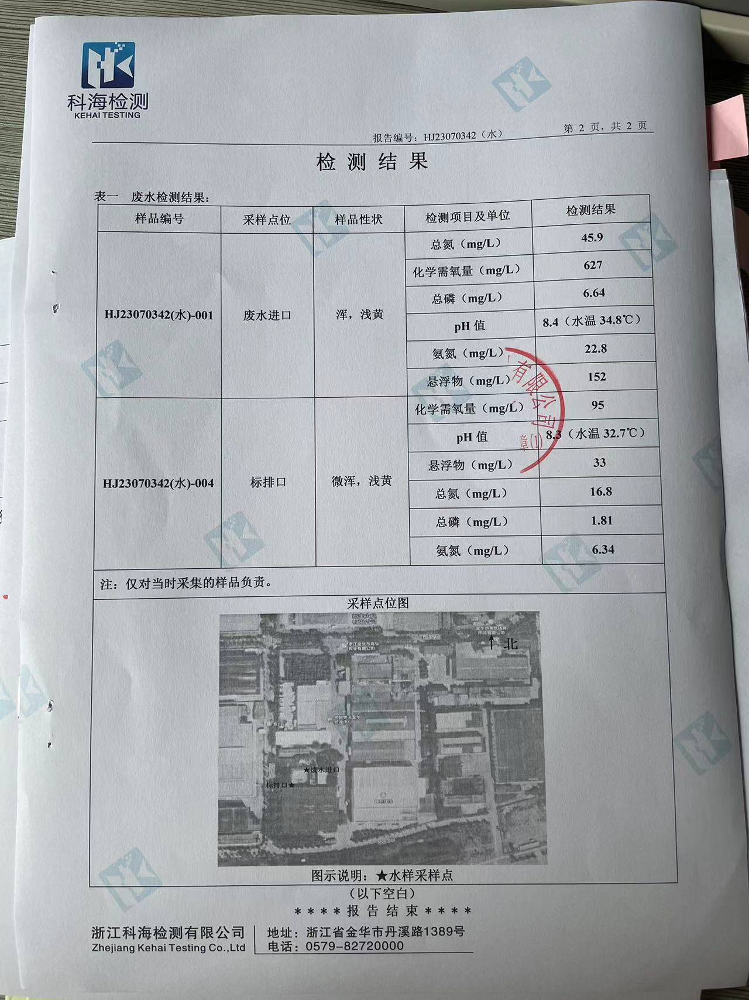 科海检测
KEHAI TESTING
报告编号：HJ23070342（水）
第 2 页，共 2 页
检测结果
表一 废水检测结果：
样品编号 采样点位 样品性状 检测项目及单位 检测结果
HJ23070342(水)-001 废水进口 浑，浅黄
总氮（mg/L） 45.9
化学需氧量（mg/L） 627
总磷（mg/L） 6.64
pH 值 8.4（水温 34.8℃）
氨氮（mg/L） 22.8
悬浮物（mg/L） 152
HJ23070342(水)-004 标排口 微浑，浅黄
化学需氧量（mg/L） 95
pH 值 8.3（水温 32.7℃）
悬浮物（mg/L） 33
总氮（mg/L） 16.8
总磷（mg/L） 1.81
氨氮（mg/L） 6.34
有限公司
章(1)
注：仅对当时采集的样品负责。
采样点位图
北
★废水进口
标排口★
图示说明：★水样采样点
（以下空白）
****报告结束****
浙江科海检测有限公司
Zhejiang Kehai Testing Co.,Ltd
地址：浙江省金华市丹溪路1389号
电话：0579-82720000